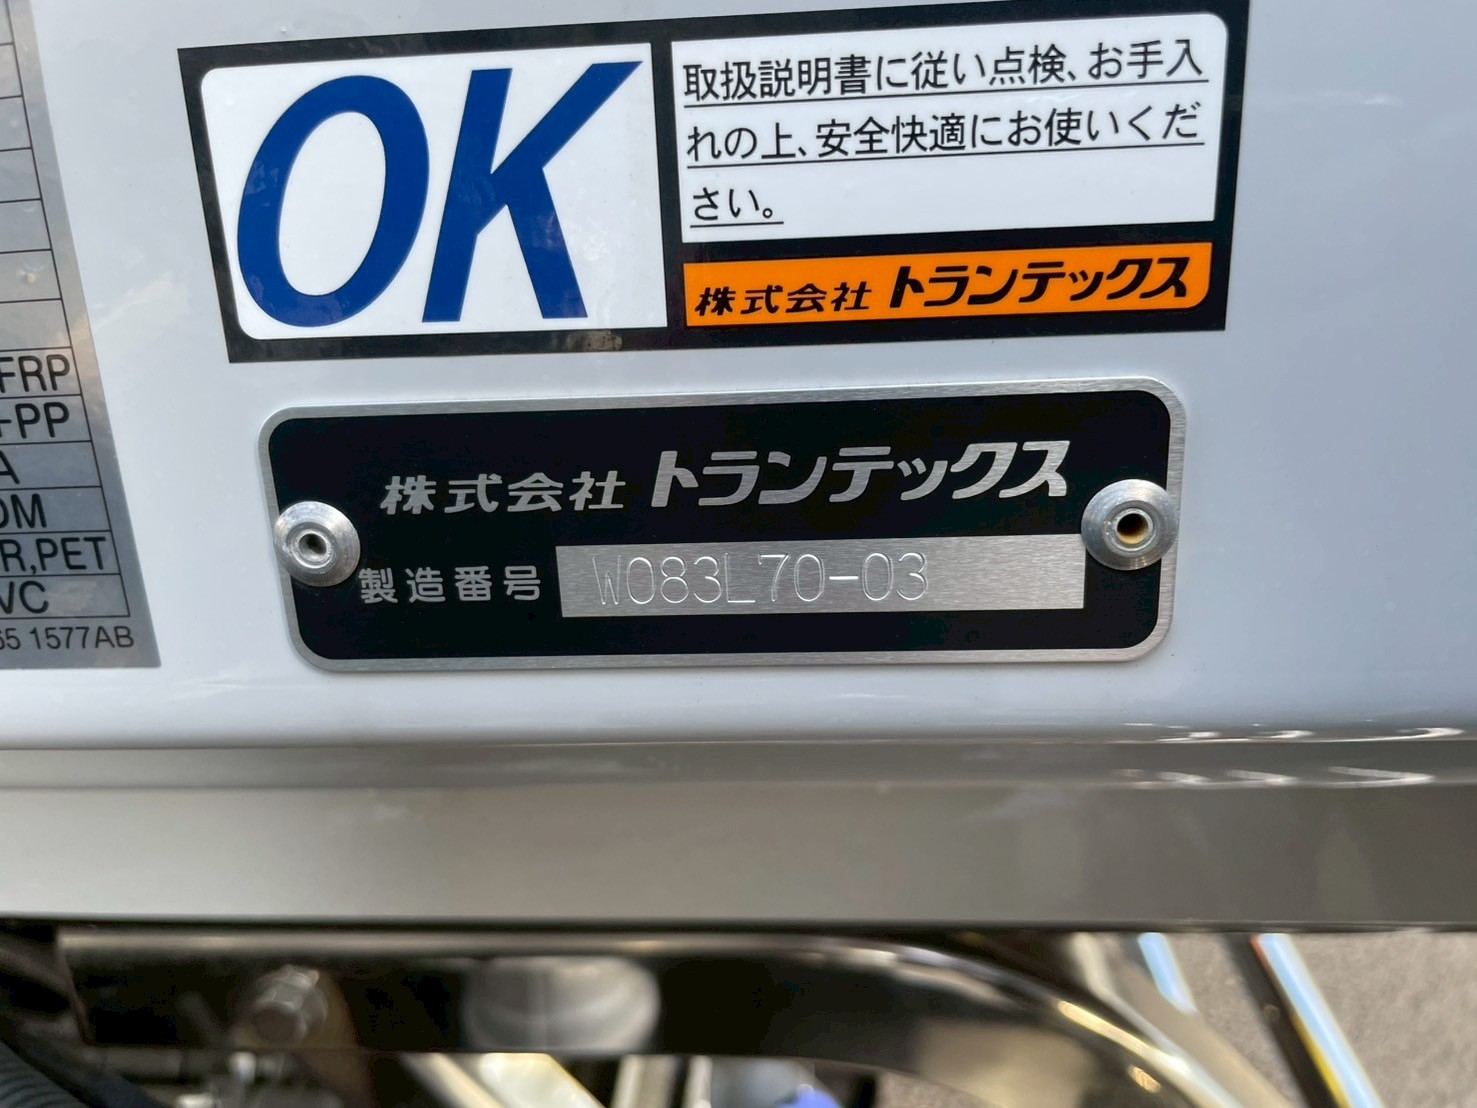 OK
取扱説明書に従い点検、お手入
れの上、安全快適にお使いくだ
さい。
株式会社 トランテックス
FRP
-PP
A
株式会社 トランテックス
R,PET
製造番号 W083L70-03
VC
65 1577AB